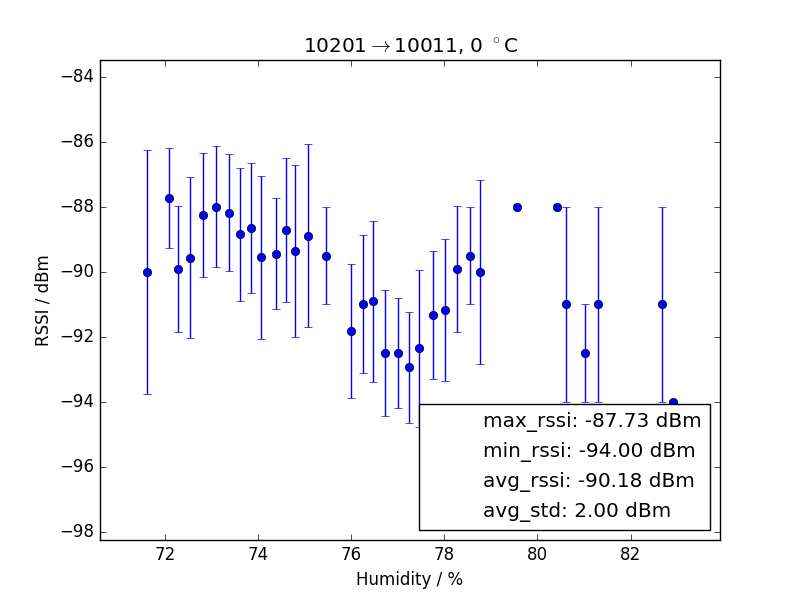 10201→10011, 0 °C
−84
−86
−88
−90
−92
−94
−96
−98
RSSI / dBm
max_rssi: -87.73 dBm
min_rssi: -94.00 dBm
avg_rssi: -90.18 dBm
avg_std: 2.00 dBm
72 74 76 78 80 82
Humidity / %